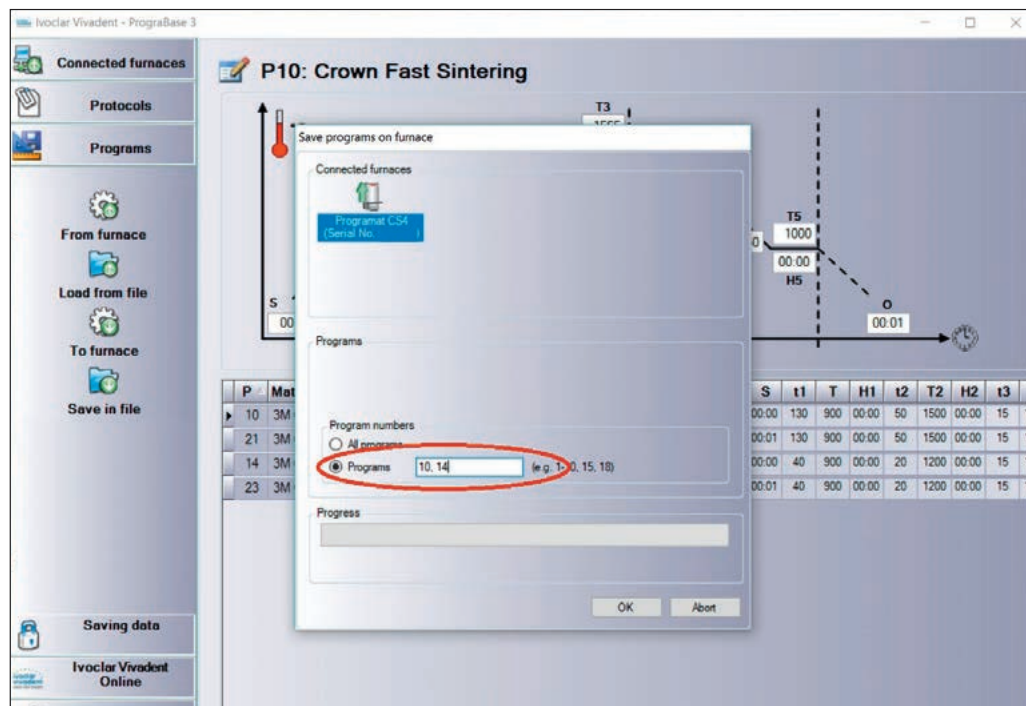 Ivoclar Vivadent - PrograBase 3
Connected furnaces
Protocols
Programs
From furnace
Load from file
To furnace
Save in file
Saving data
Ivoclar Vivadent
Online
P10: Crown Fast Sintering
T3
S
00
T5
1000
00:00
H5
O
00:01
Save programs on furnace
Connected furnaces
Programat CS4
(Serial No. )
Programs
Program numbers
All programs
Programs 10, 14 (e.g. 1-10, 15, 18)
Progress
OK Abort
P Mat S t1 T H1 t2 T2 H2 t3
10 3M 00:00 130 900 00:00 50 1500 00:00 15
21 3M 00:01 130 900 00:00 50 1500 00:00 15
14 3M 00:00 40 900 00:00 20 1200 00:00 15
23 3M 00:01 40 900 00:00 20 1200 00:00 15